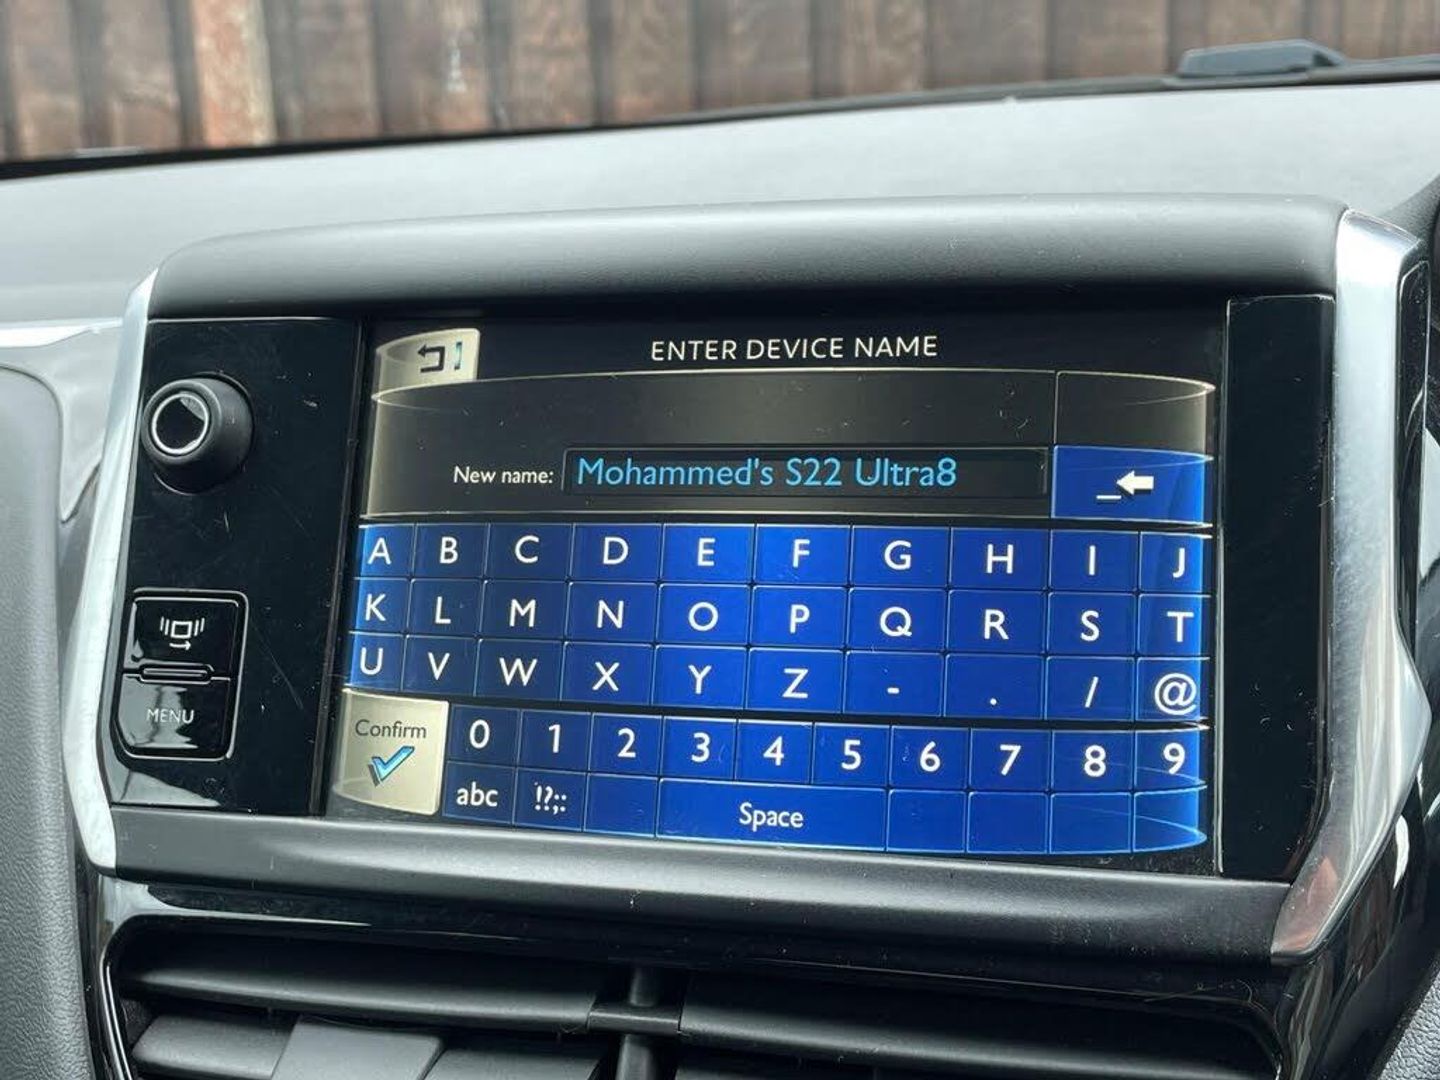 ENTER DEVICE NAME
New name: Mohammed's S22 Ultra8
A B C D E F G H I J
K L M N O P Q R S T
U V W X Y Z - . / @
Confirm 0 1 2 3 4 5 6 7 8 9
abc !?;: Space
MENU